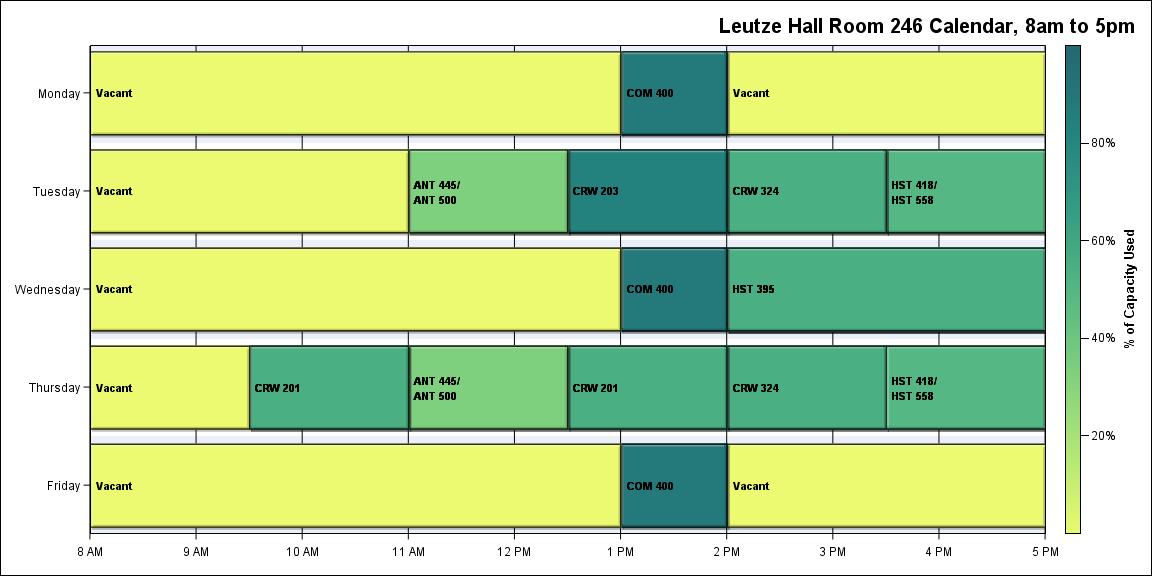 Leutze Hall Room 246 Calendar, 8am to 5pm
Monday
Vacant
COM 400
Vacant
Tuesday
Vacant
ANT 445/
ANT 500
CRW 203
CRW 324
HST 418/
HST 558
Wednesday
Vacant
COM 400
HST 395
Thursday
Vacant
CRW 201
ANT 445/
ANT 500
CRW 201
CRW 324
HST 418/
HST 558
Friday
Vacant
COM 400
Vacant
8 AM
9 AM
10 AM
11 AM
12 PM
1 PM
2 PM
3 PM
4 PM
5 PM
80%
60%
40%
20%
% of Capacity Used